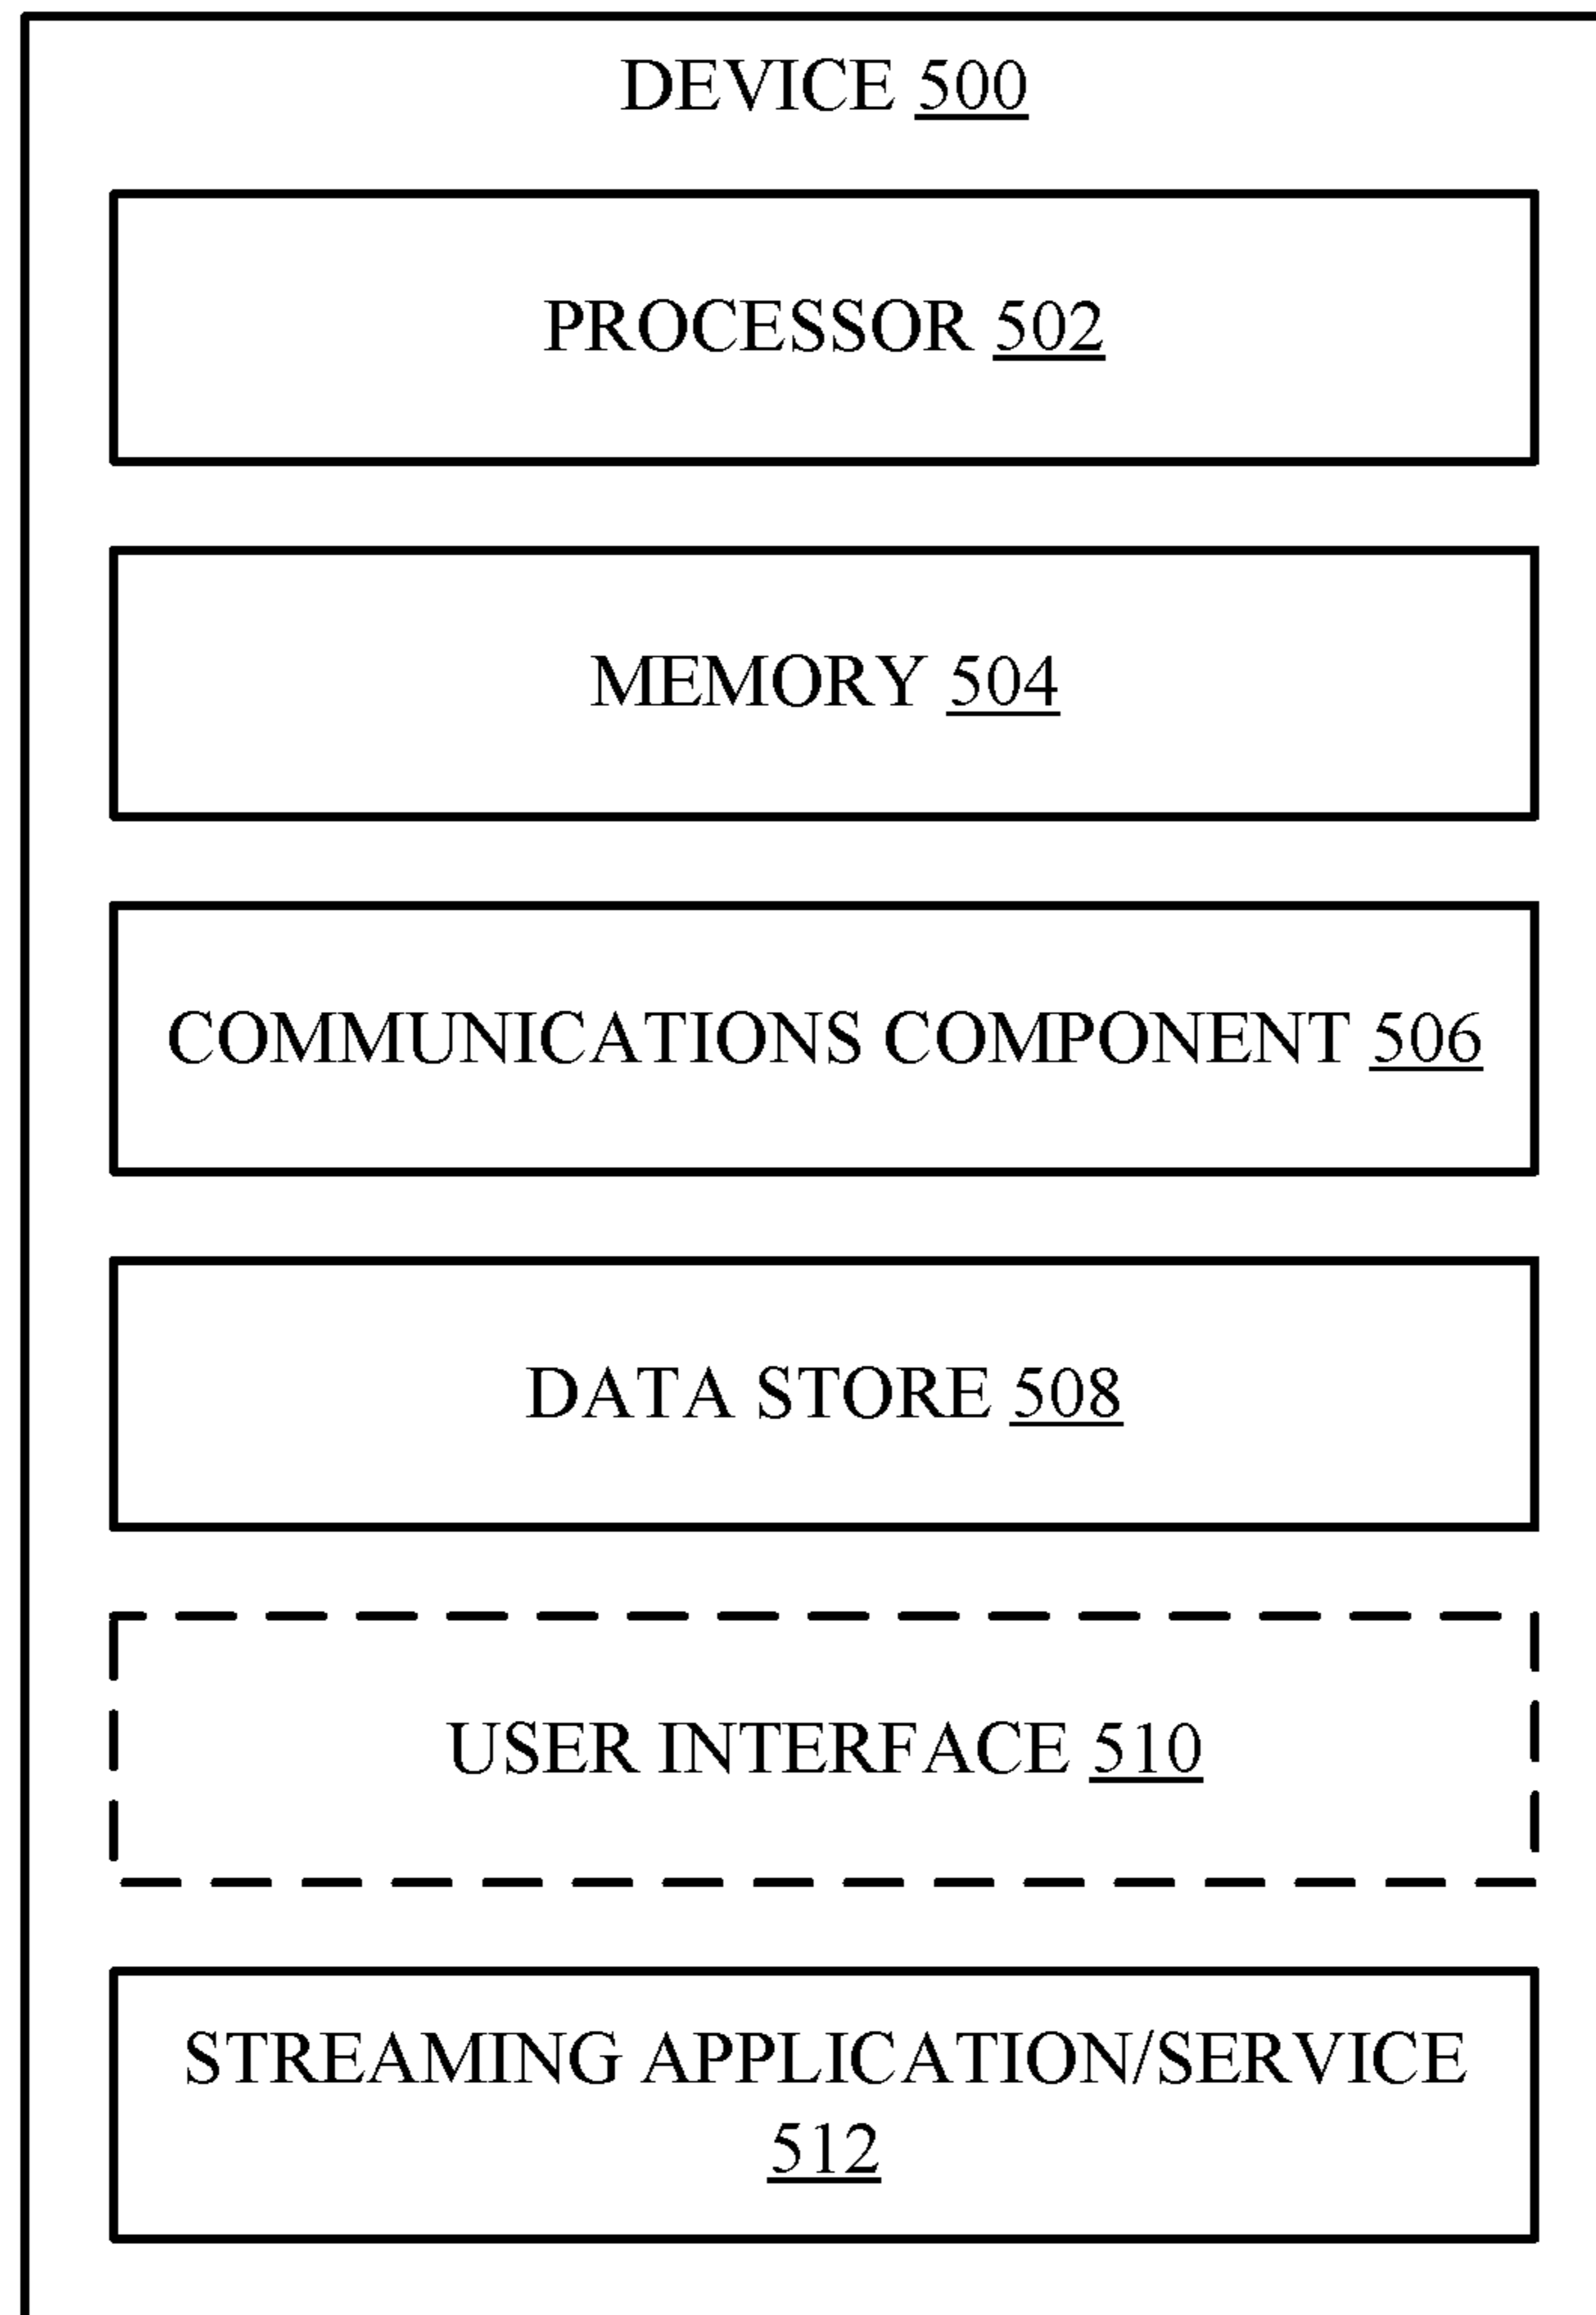 DEVICE 500
PROCESSOR 502
MEMORY 504
COMMUNICATIONS COMPONENT 506
DATA STORE 508
USER INTERFACE 510
STREAMING APPLICATION/SERVICE
512